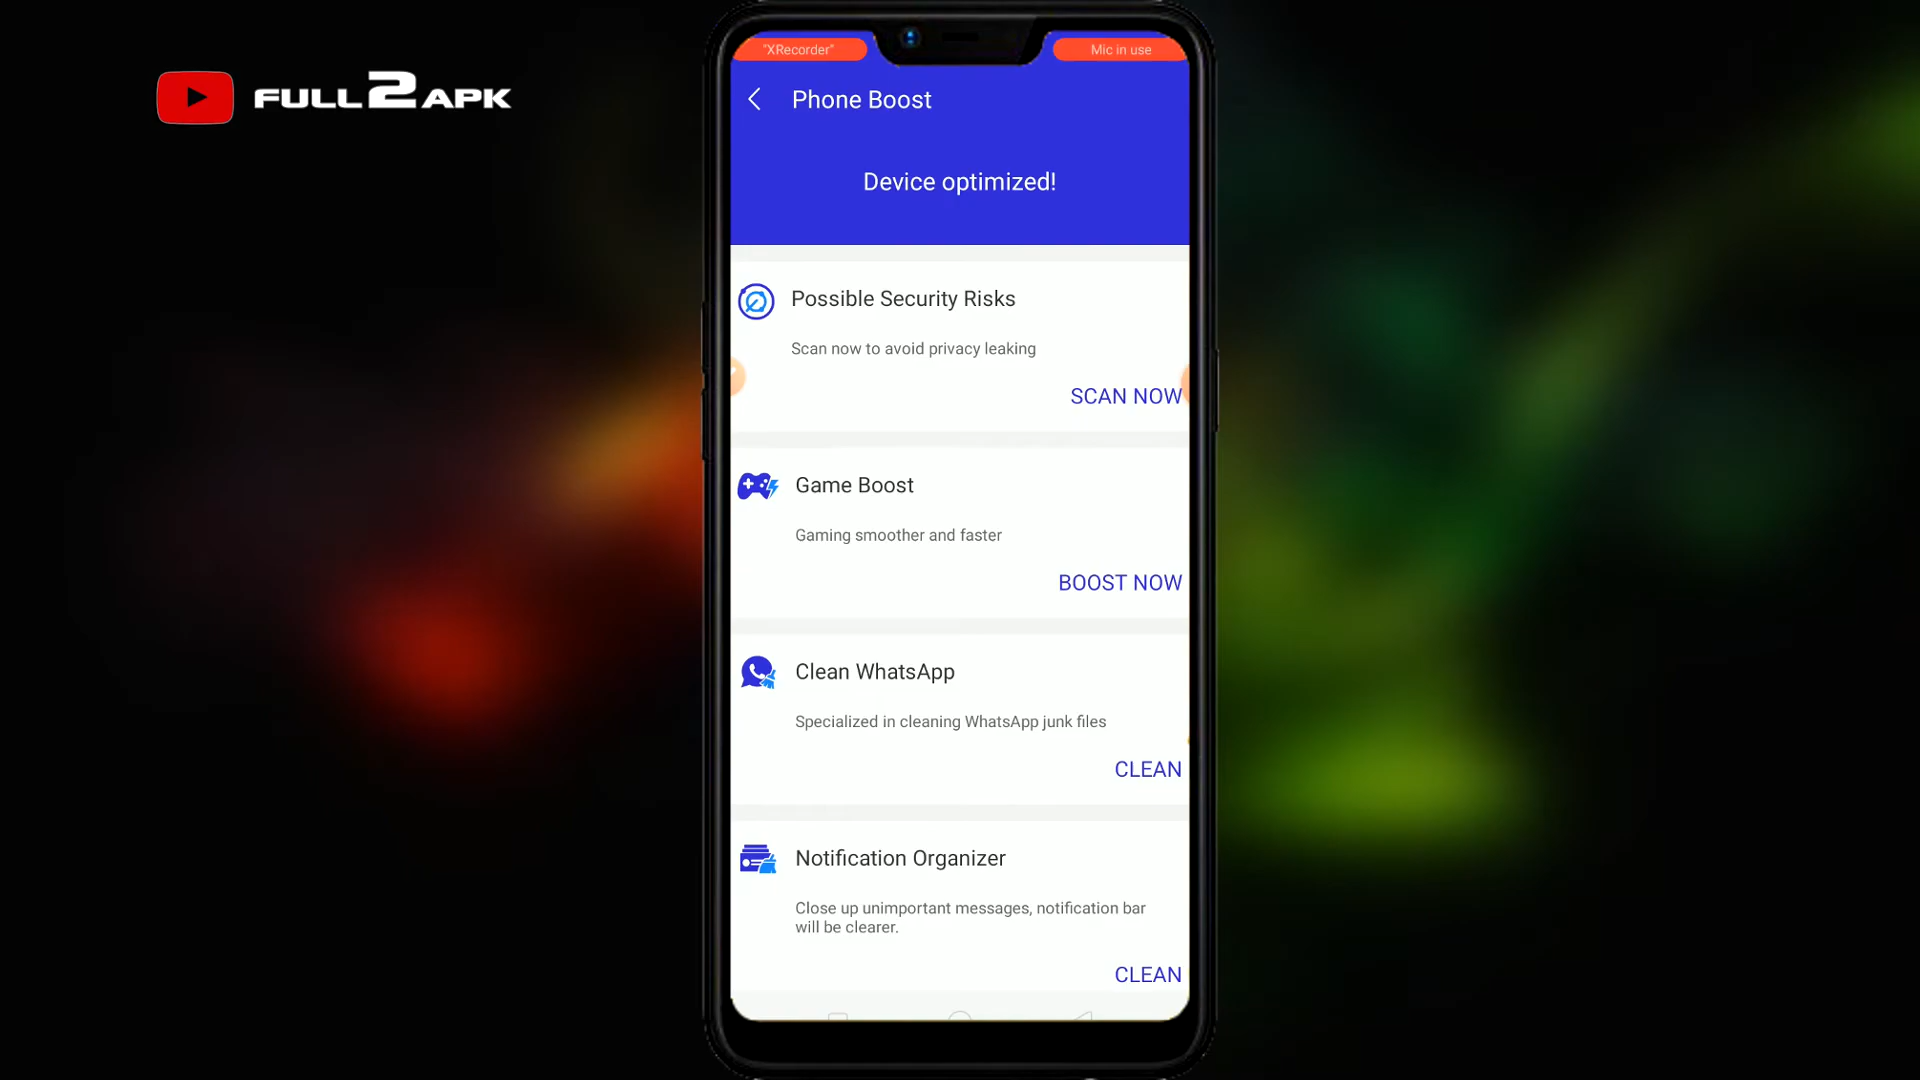 FULL2APK
"XRecorder"
Mic in use
Phone Boost
Device optimized!
Possible Security Risks
Scan now to avoid privacy leaking
SCAN NOW
Game Boost
Gaming smoother and faster
BOOST NOW
Clean WhatsApp
Specialized in cleaning WhatsApp junk files
CLEAN
Notification Organizer
Close up unimportant messages, notification bar
will be clearer.
CLEAN